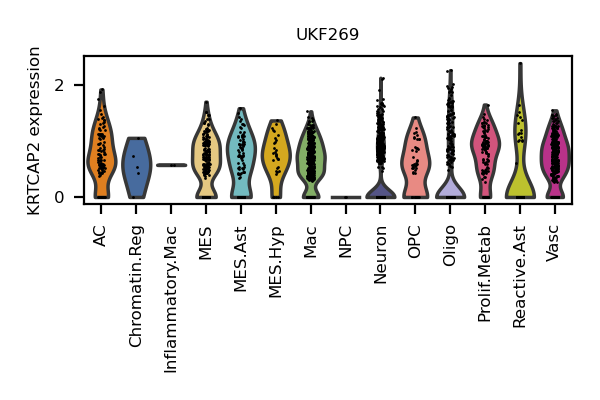 UKF269
KRTCAP2 expression
2
0
AC
Chromatin.Reg
Inflammatory.Mac
MES
MES.Ast
MES.Hyp
Mac
NPC
Neuron
OPC
Oligo
Prolif.Metab
Reactive.Ast
Vasc